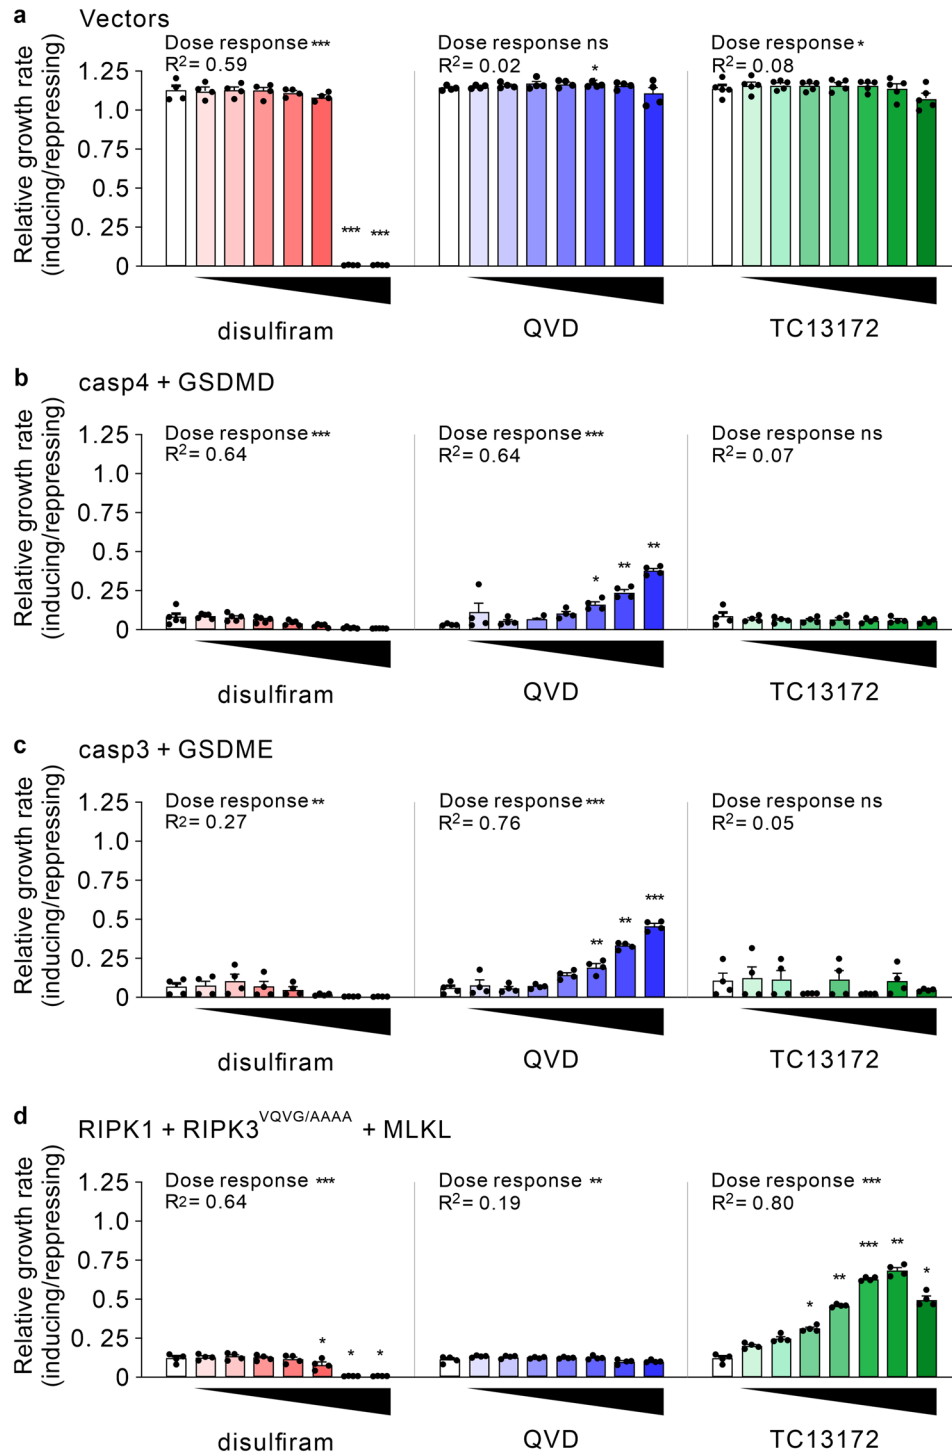 a
Vectors
Dose response *** Dose response ns Dose response *
R2 = 0.59 R2 = 0.02 R2 = 0.08
Relative growth rate
(inducing/reppressing)
1.25
1.0
0.75
0.5
0. 25
0
*** ***
*
disulfiram QVD TC13172
b
casp4 + GSDMD
Dose response *** Dose response *** Dose response ns
R2 = 0.64 R2 = 0.64 R2 = 0.07
Relative growth rate
(inducing/reppressing)
1.25
1.0
0.75
0.5
0.25
0
* ** **
disulfiram QVD TC13172
c
casp3 + GSDME
Dose response ** Dose response *** Dose response ns
R2 = 0.27 R2 = 0.76 R2 = 0.05
Relative growth rate
(inducing/reppressing)
1.25
1.0
0.75
0.5
0.25
0
** ** ***
disulfiram QVD TC13172
d
RIPK1 + RIPK3VQVG/AAAA + MLKL
Dose response *** Dose response ** Dose response ***
R2 = 0.64 R2 = 0.19 R2 = 0.80
Relative growth rate
(inducing/reppressing)
1.25
1.0
0.75
0.5
0.25
0
* * *
* ** *** ** *
disulfiram QVD TC13172